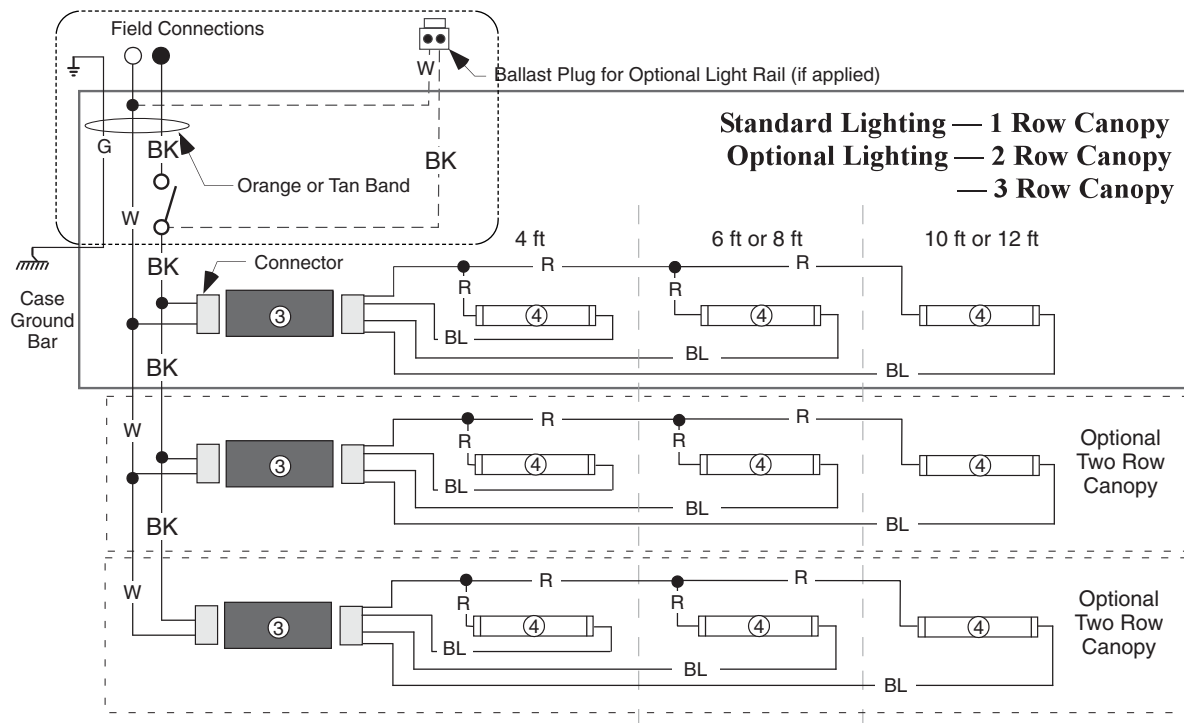 Field Connections
W
Ballast Plug for Optional Light Rail (if applied)
Standard Lighting — 1 Row Canopy
Optional Lighting — 2 Row Canopy
— 3 Row Canopy
G
BK
BK
Orange or Tan Band
W
4 ft
6 ft or 8 ft
10 ft or 12 ft
BK
Connector
R
R
Case
Ground
Bar
R
R
3
4
4
4
BL
BL
BL
BK
W
R
R
R
R
Optional
Two Row
Canopy
3
4
4
4
BL
BL
BL
BK
W
R
R
R
R
Optional
Two Row
Canopy
3
4
4
4
BL
BL
BL